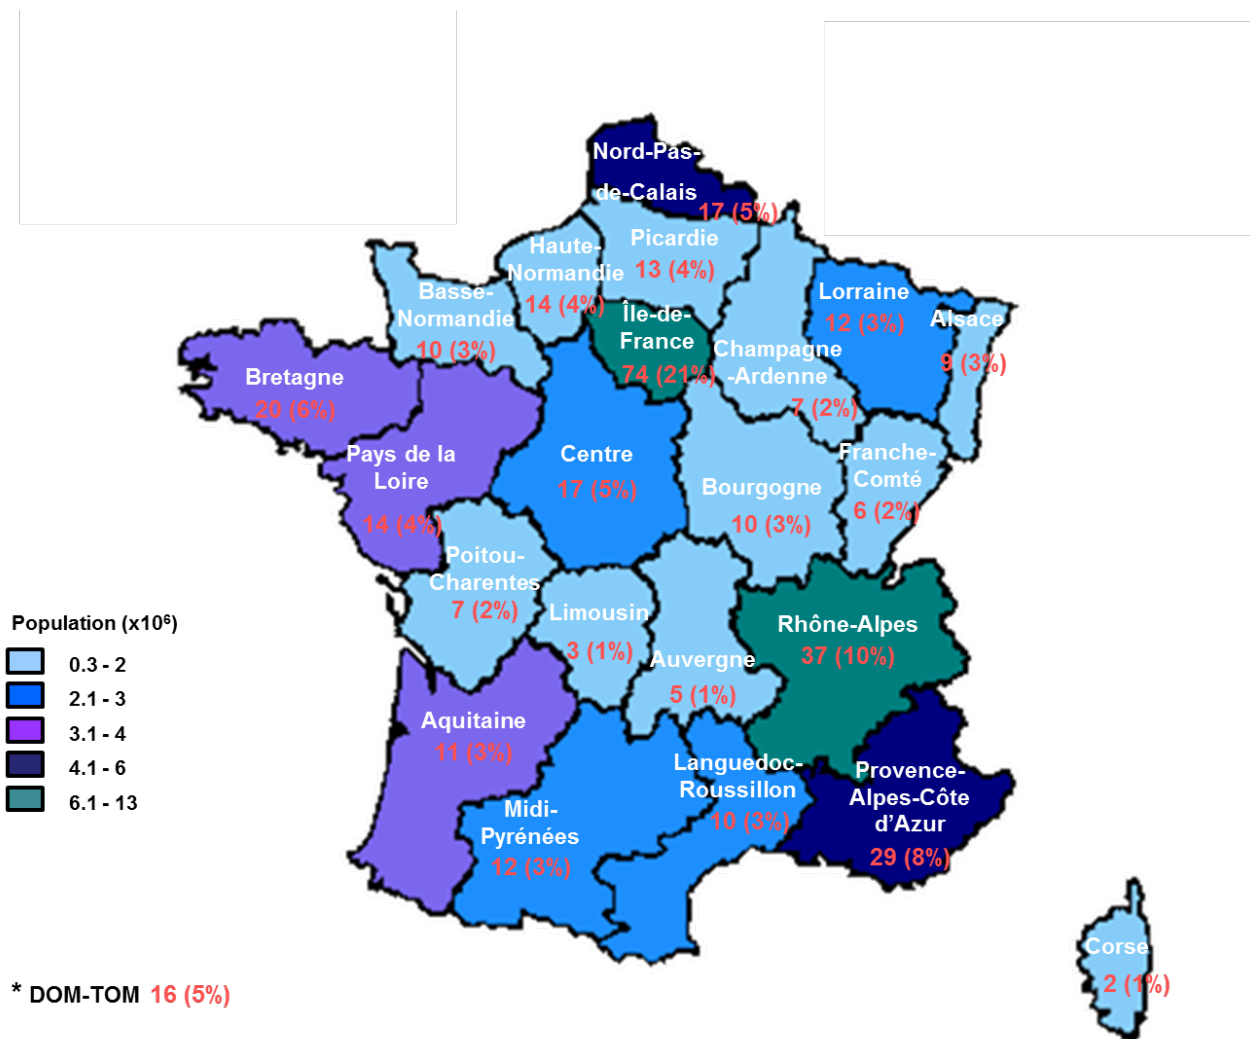 Nord-Pas-
de-Calais
17 (5%)
Picardie
13 (4%)
Haute-
Normandie
14 (4%)
Basse-
Normandie
10 (3%)
Île-de-
France
74 (21%)
Champagne
-Ardenne
7 (2%)
Lorraine
12 (3%)
Alsace
9 (3%)
Bretagne
20 (6%)
Pays de la
Loire
14 (4%)
Centre
17 (5%)
Bourgogne
10 (3%)
Franche-
Comté
6 (2%)
Poitou-
Charentes
7 (2%)
Limousin
3 (1%)
Auvergne
5 (1%)
Rhône-Alpes
37 (10%)
Aquitaine
11 (3%)
Midi-
Pyrénées
12 (3%)
Languedoc-
Roussillon
10 (3%)
Provence-
Alpes-Côte
d’Azur
29 (8%)
Corse
2 (1%)
Population (x10⁶)
0.3 - 2
2.1 - 3
3.1 - 4
4.1 - 6
6.1 - 13
* DOM-TOM 16 (5%)